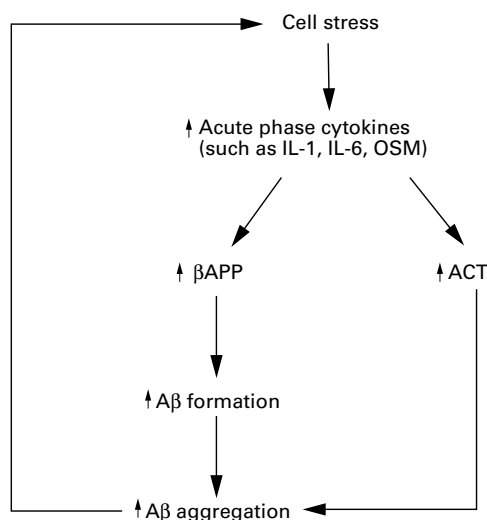 Cell stress
Acute phase cytokines
(such as IL-1, IL-6, OSM)
βAPP
ACT
Aβ formation
Aβ aggregation